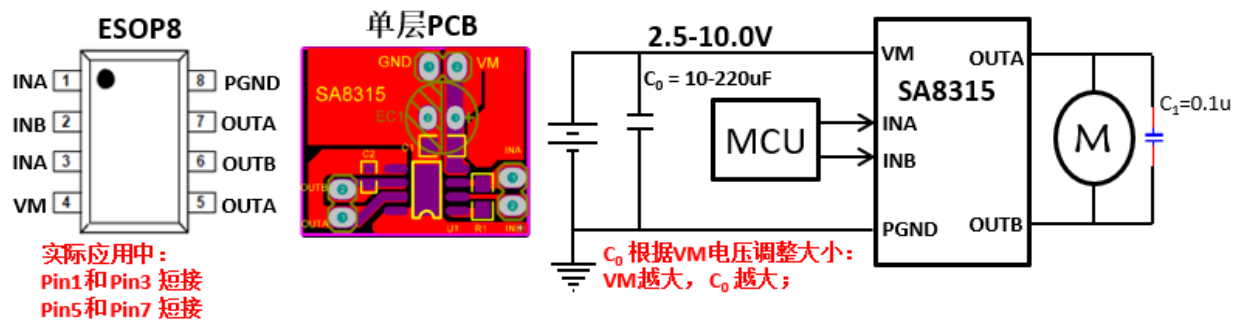 ESOP8
INA 1
INB 2
INA 3
VM 4
8 PGND
7 OUTA
6 OUTB
5 OUTA
实际应用中：
Pin1和Pin3 短接
Pin5和Pin7 短接
单层PCB
GND
VM
SA8315
EC1
C1
C2
INA
OUTB
OUTA
U1
R1
INB
2.5-10.0V
C₀ = 10-220uF
MCU
VM
OUTA
SA8315
INA
INB
PGND
OUTB
M
C₁=0.1u
C₀ 根据VM电压调整大小：
VM越大，C₀ 越大；